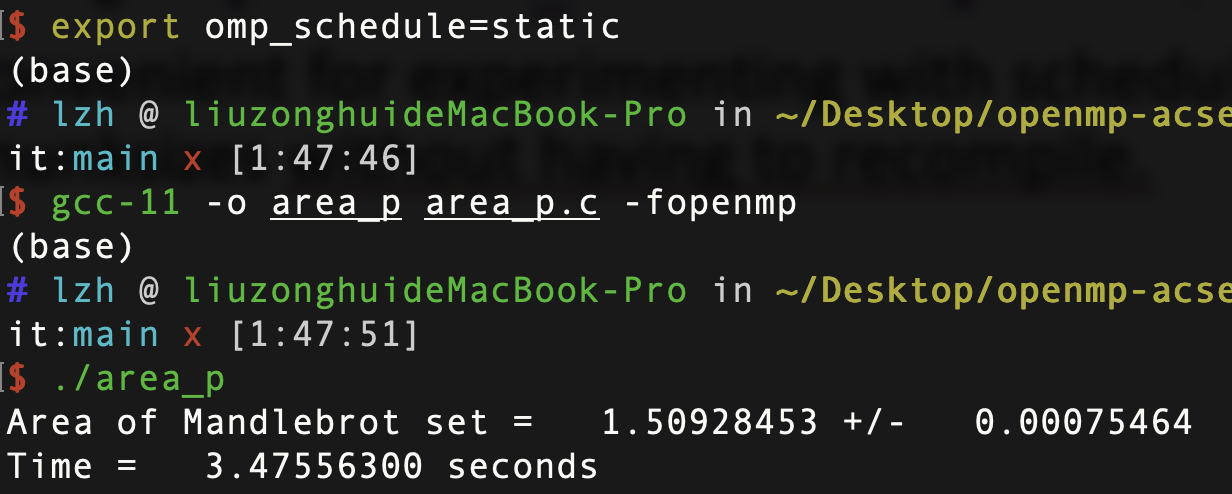 $ export omp_schedule=static
(base)
# lzh @ liuzonghuideMacBook-Pro in ~/Desktop/openmp-acse
it:main x [1:47:46]
$ gcc-11 -o area_p area_p.c -fopenmp
(base)
# lzh @ liuzonghuideMacBook-Pro in ~/Desktop/openmp-acse
it:main x [1:47:51]
$ ./area_p
Area of Mandlebrot set =   1.50928453 +/-   0.00075464
Time =   3.47556300 seconds